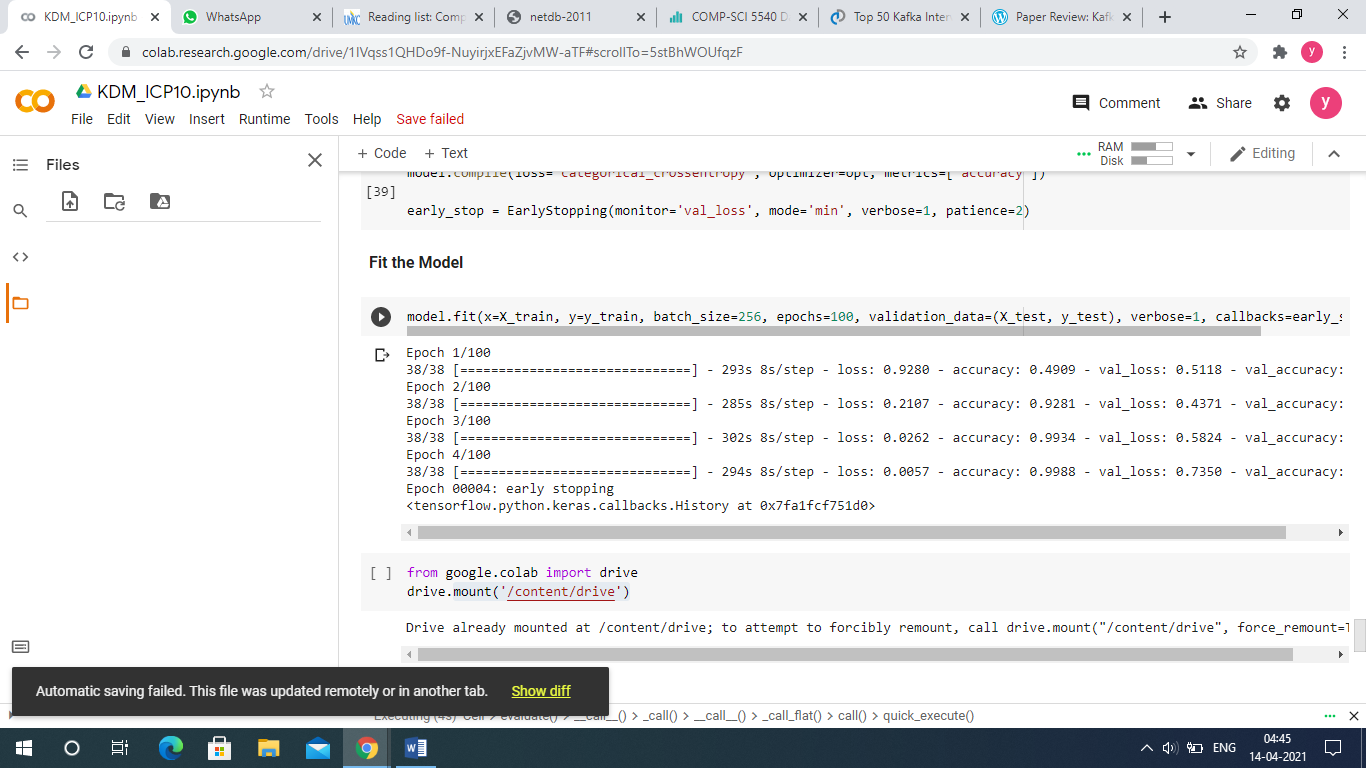 KDM_ICP10.ipynb
WhatsApp
UMKC Reading list: Comp
netdb-2011
COMP-SCI 5540 D
Top 50 Kafka Inter
Paper Review: Kafk
colab.research.google.com/drive/1IVqss1QHDo9f-NuyirjxEFaZjvMW-aTF#scrollTo=5stBhWOUfqzF
y
KDM_ICP10.ipynb
Comment
Share
y
File Edit View Insert Runtime Tools Help Save failed
Files
+ Code + Text
RAM
Disk
Editing
model.compile(loss='categorical_crossentropy', optimizer=opt, metrics=['accuracy'])
[39]
early_stop = EarlyStopping(monitor='val_loss', mode='min', verbose=1, patience=2)
Fit the Model
model.fit(x=X_train, y=y_train, batch_size=256, epochs=100, validation_data=(X_test, y_test), verbose=1, callbacks=early_s
Epoch 1/100
38/38 [==============================] - 293s 8s/step - loss: 0.9280 - accuracy: 0.4909 - val_loss: 0.5118 - val_accuracy:
Epoch 2/100
38/38 [==============================] - 285s 8s/step - loss: 0.2107 - accuracy: 0.9281 - val_loss: 0.4371 - val_accuracy:
Epoch 3/100
38/38 [==============================] - 302s 8s/step - loss: 0.0262 - accuracy: 0.9934 - val_loss: 0.5824 - val_accuracy:
Epoch 4/100
38/38 [==============================] - 294s 8s/step - loss: 0.0057 - accuracy: 0.9988 - val_loss: 0.7350 - val_accuracy:
Epoch 00004: early stopping
<tensorflow.python.keras.callbacks.History at 0x7fa1fcf751d0>
[ ] from google.colab import drive
drive.mount('/content/drive')
Drive already mounted at /content/drive; to attempt to forcibly remount, call drive.mount("/content/drive", force_remount=T
Automatic saving failed. This file was updated remotely or in another tab. Show diff
Executing (4s) Cell > evaluate() > __call__() > _call() > __call__() > _call_flat() > call() > quick_execute()
ENG
04:45
14-04-2021